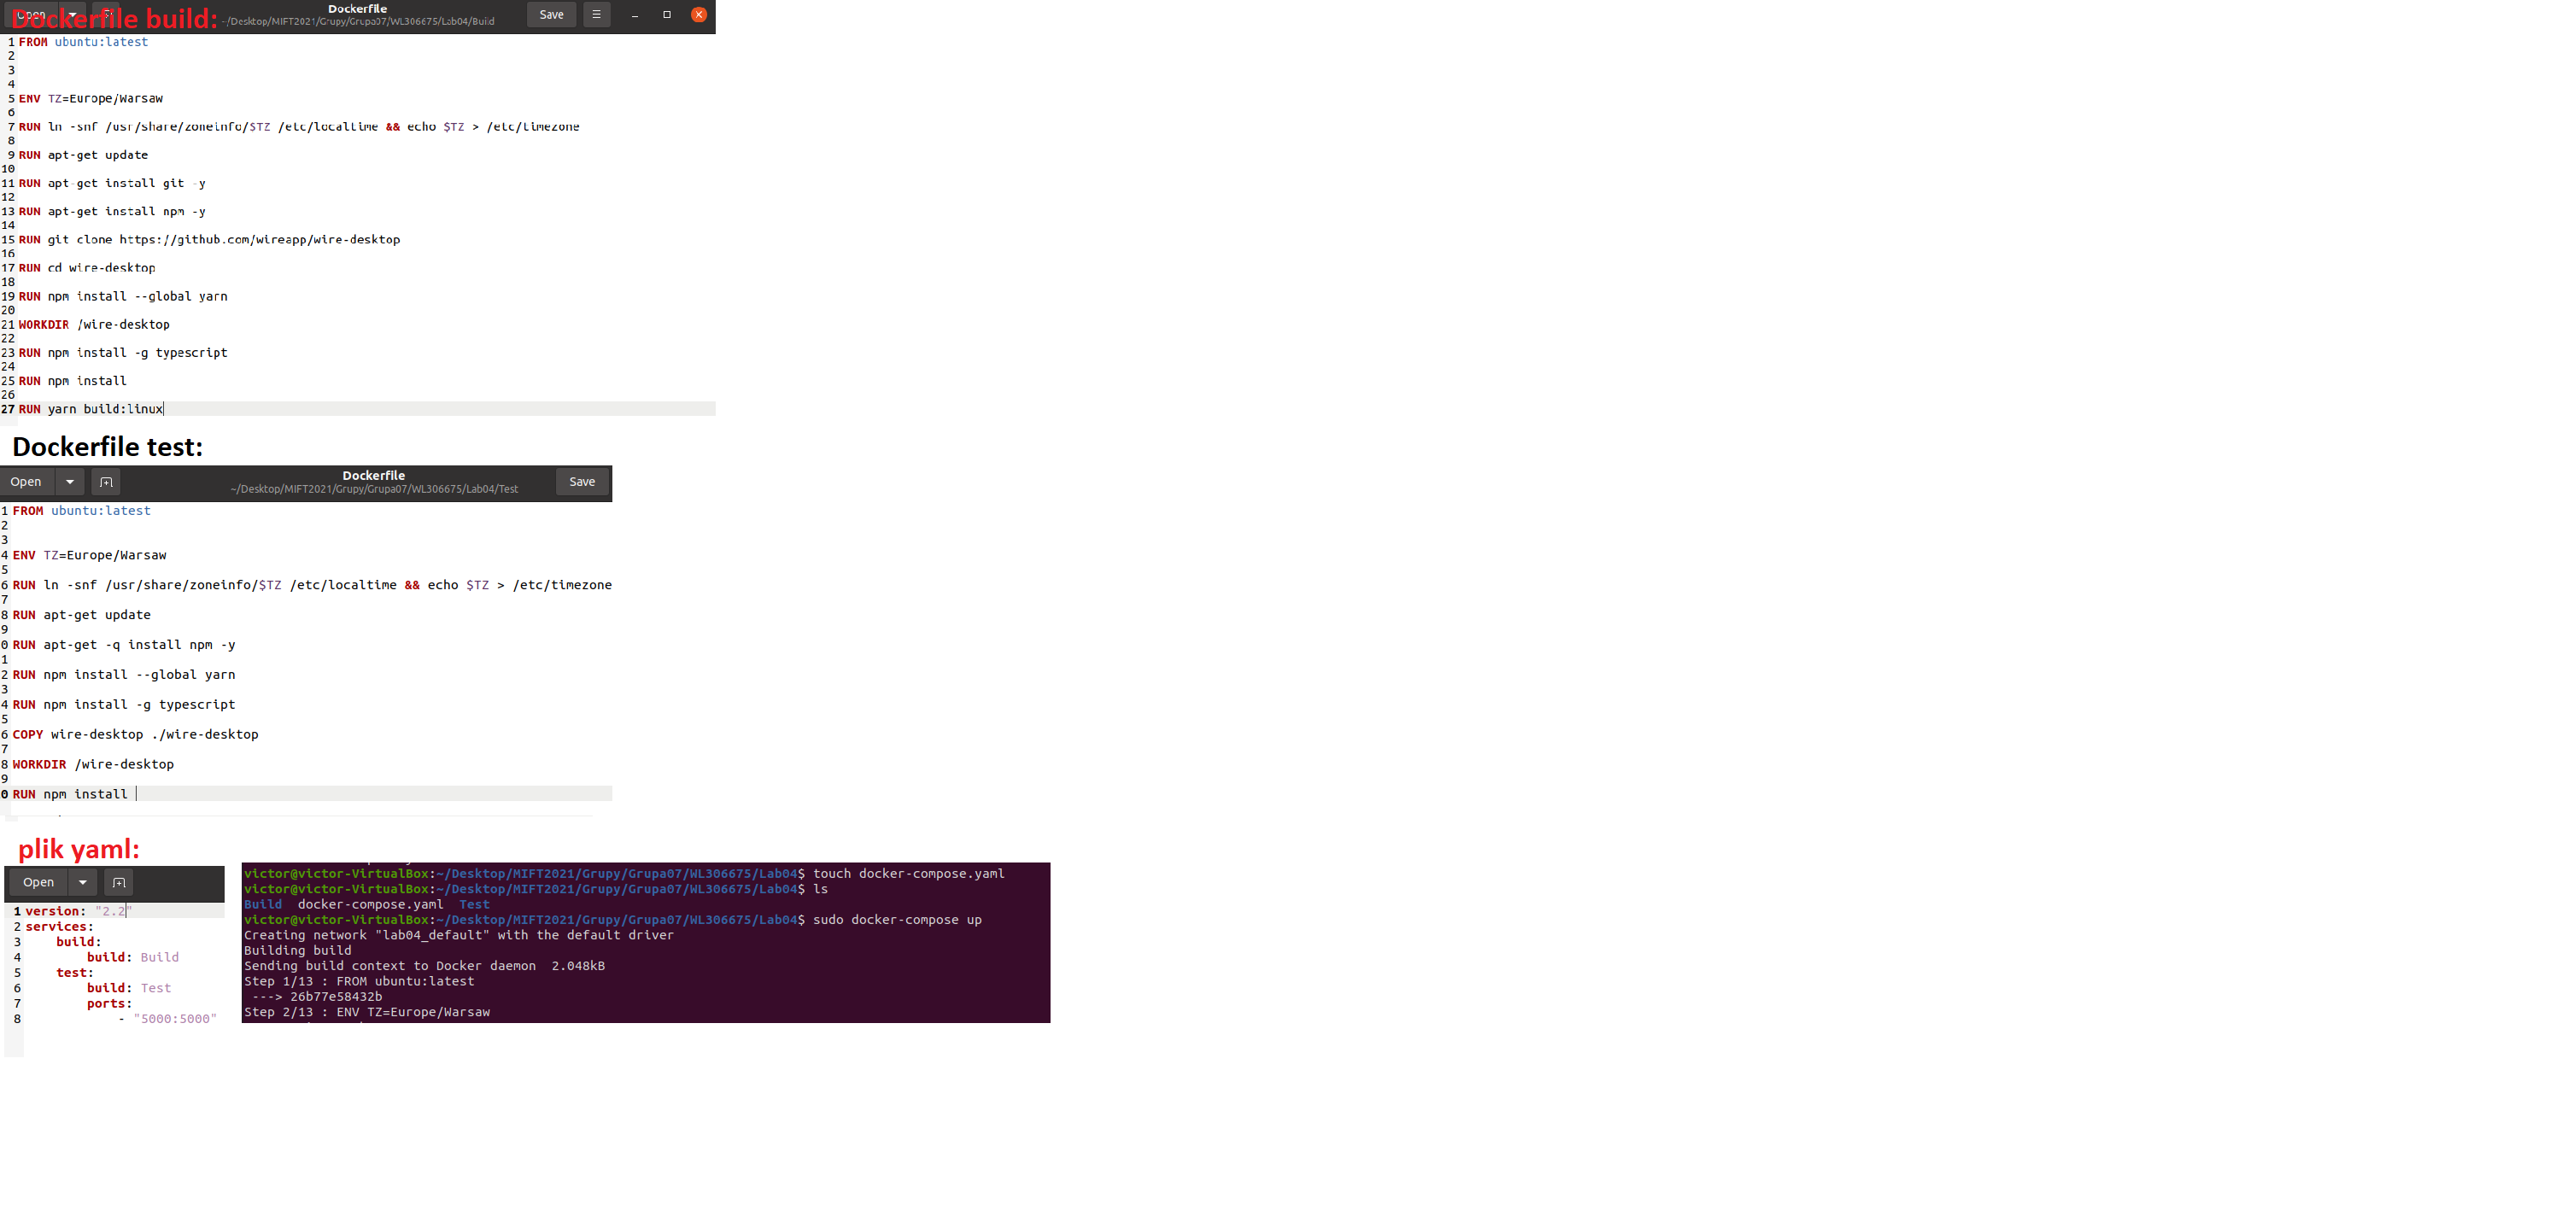 Dockerfile build:
Open
Dockerfile
~/Desktop/MIFT2021/Grupy/Grupa07/WL306675/Lab04/Build
Save
1 FROM ubuntu:latest
2
3
4
5 ENV TZ=Europe/Warsaw
6
7 RUN ln -snf /usr/share/zoneinfo/$TZ /etc/localtime && echo $TZ > /etc/timezone
8
9 RUN apt-get update
10
11 RUN apt-get install git -y
12
13 RUN apt-get install npm -y
14
15 RUN git clone https://github.com/wireapp/wire-desktop
16
17 RUN cd wire-desktop
18
19 RUN npm install --global yarn
20
21 WORKDIR /wire-desktop
22
23 RUN npm install -g typescript
24
25 RUN npm install
26
27 RUN yarn build:linux
Dockerfile test:
Open
Dockerfile
~/Desktop/MIFT2021/Grupy/Grupa07/WL306675/Lab04/Test
Save
1 FROM ubuntu:latest
2
3
4 ENV TZ=Europe/Warsaw
5
6 RUN ln -snf /usr/share/zoneinfo/$TZ /etc/localtime && echo $TZ > /etc/timezone
7
8 RUN apt-get update
9
0 RUN apt-get -q install npm -y
1
2 RUN npm install --global yarn
3
4 RUN npm install -g typescript
5
6 COPY wire-desktop ./wire-desktop
7
8 WORKDIR /wire-desktop
9
0 RUN npm install
plik yaml:
Open
1 version: "2.2"
2 services:
3 build:
4 build: Build
5 test:
6 build: Test
7 ports:
8 - "5000:5000"
victor@victor-VirtualBox:~/Desktop/MIFT2021/Grupy/Grupa07/WL306675/Lab04$ touch docker-compose.yaml
victor@victor-VirtualBox:~/Desktop/MIFT2021/Grupy/Grupa07/WL306675/Lab04$ ls
Build docker-compose.yaml Test
victor@victor-VirtualBox:~/Desktop/MIFT2021/Grupy/Grupa07/WL306675/Lab04$ sudo docker-compose up
Creating network "lab04_default" with the default driver
Building build
Sending build context to Docker daemon 2.048kB
Step 1/13 : FROM ubuntu:latest
---> 26b77e58432b
Step 2/13 : ENV TZ=Europe/Warsaw